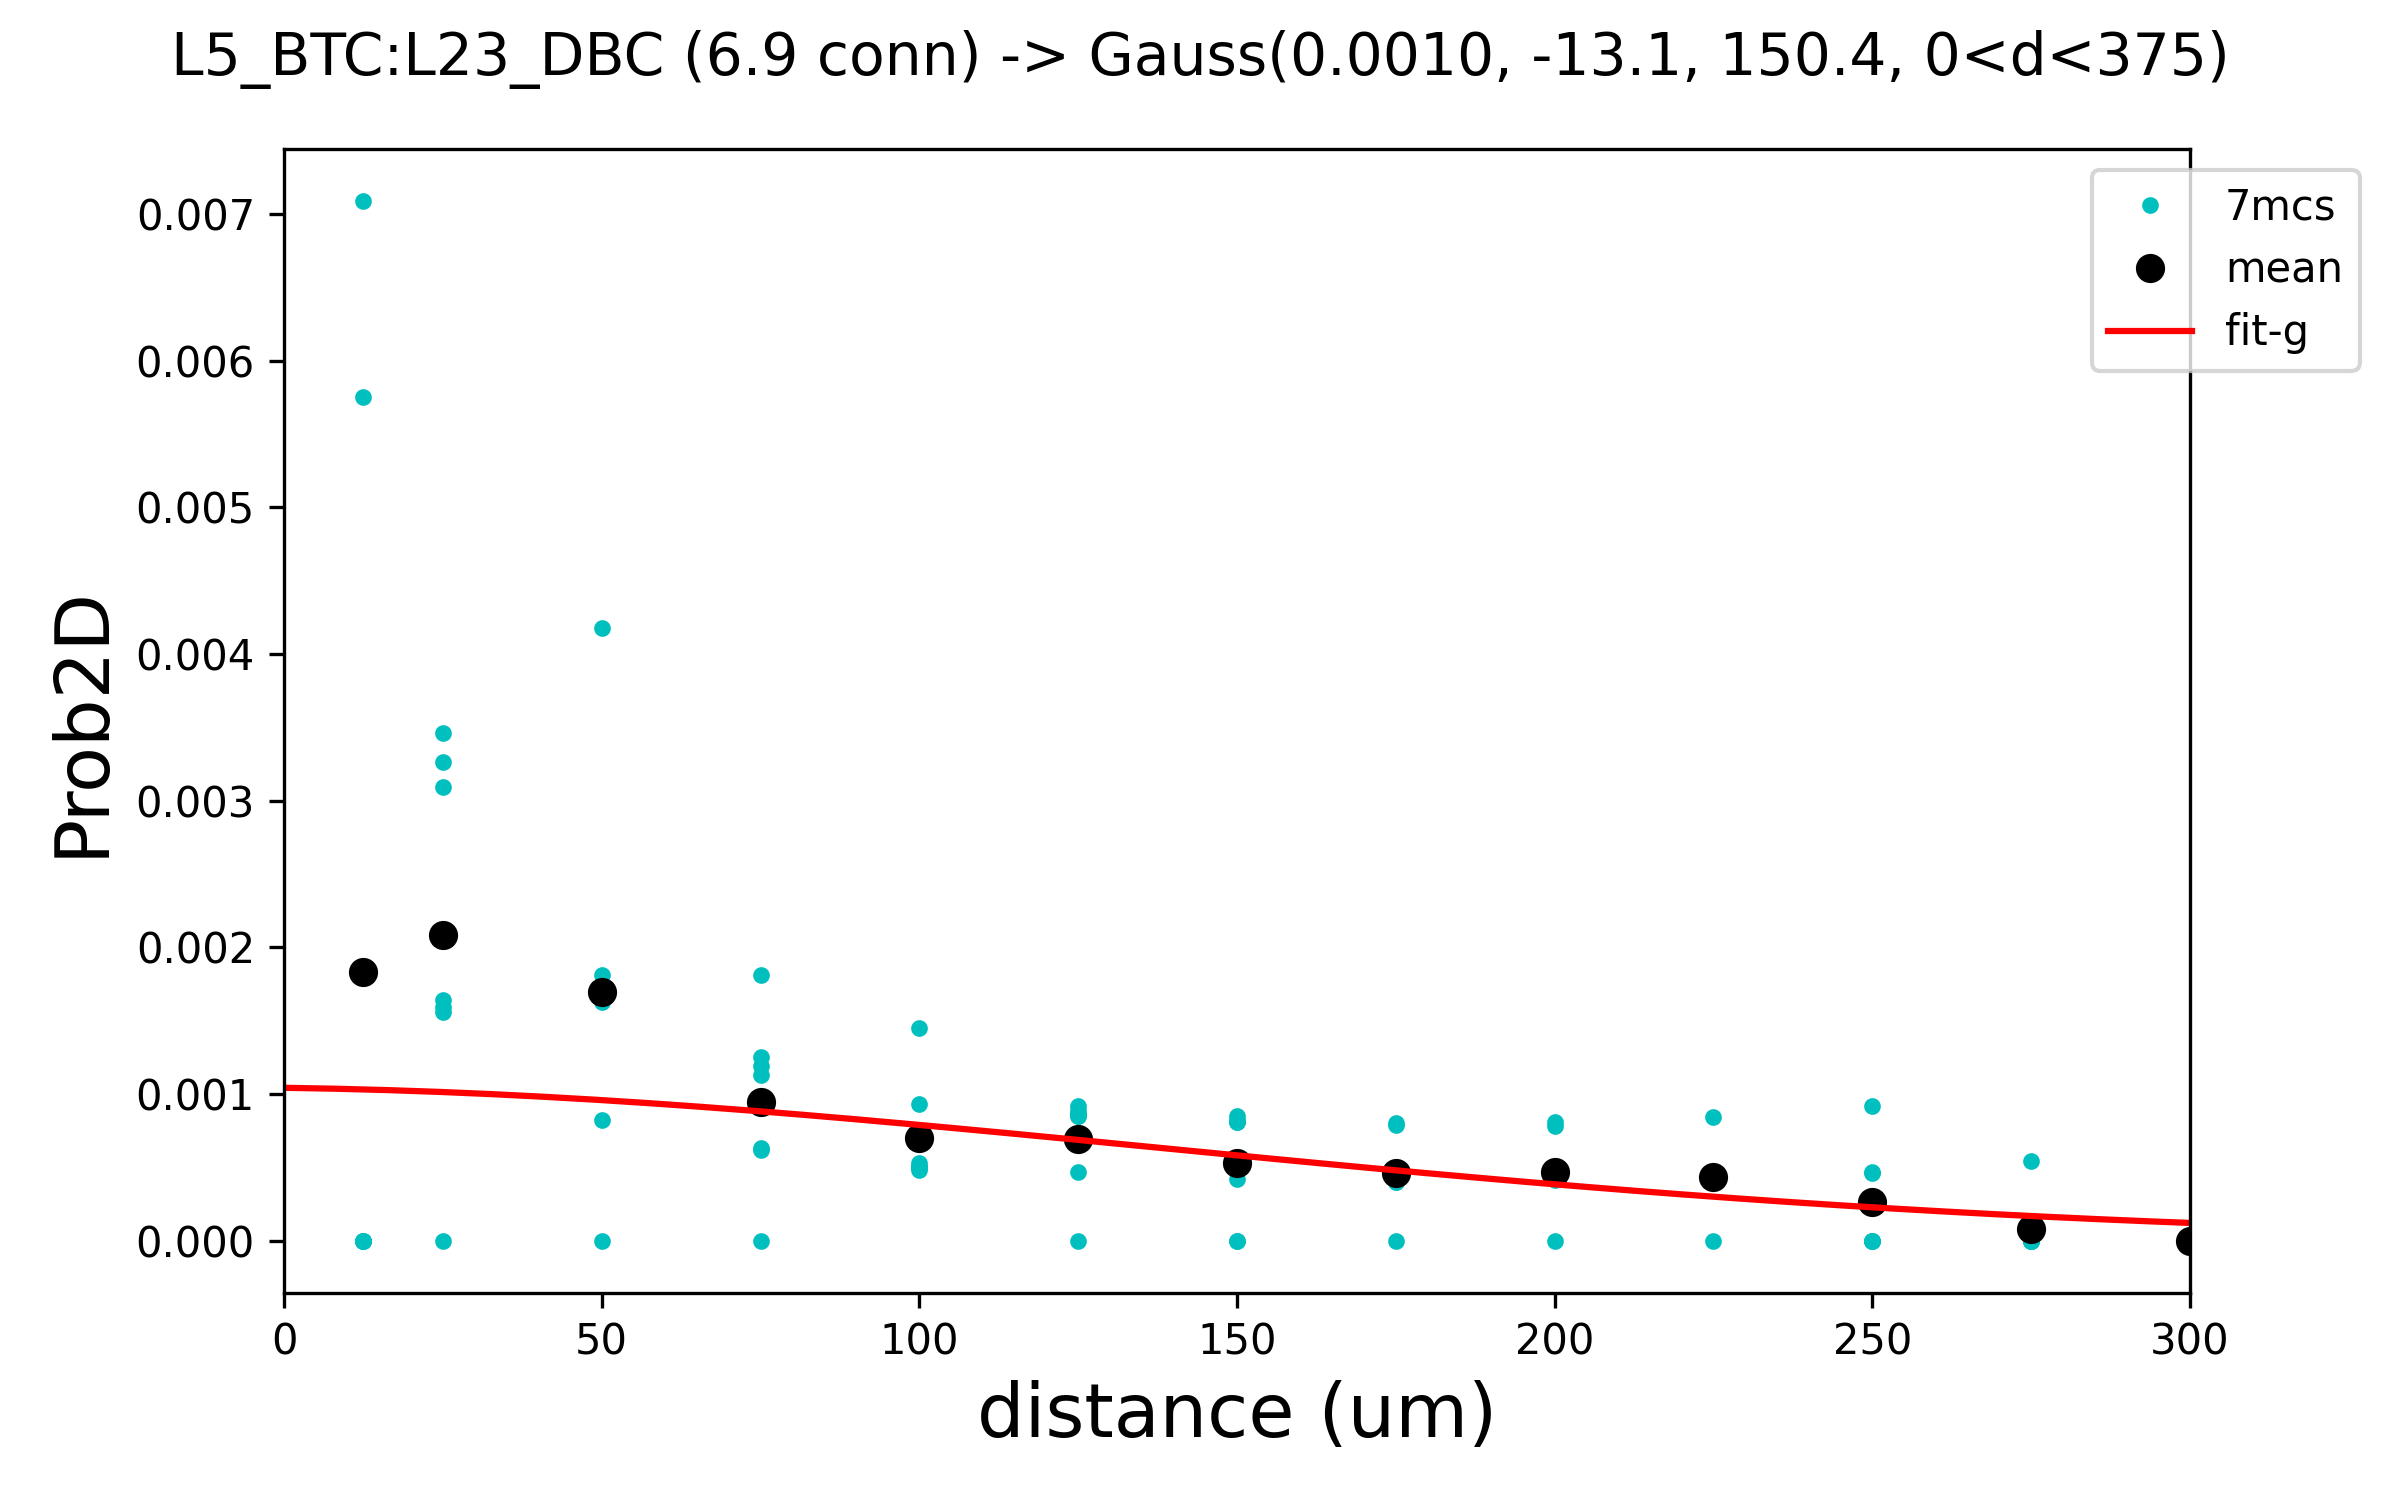 L5_BTC:L23_DBC (6.9 conn) -> Gauss(0.0010, -13.1, 150.4, 0<d<375)
7mcs
mean
fit-g
Prob2D
0.007
0.006
0.005
0.004
0.003
0.002
0.001
0.000
0 50 100 150 200 250 300
distance (um)